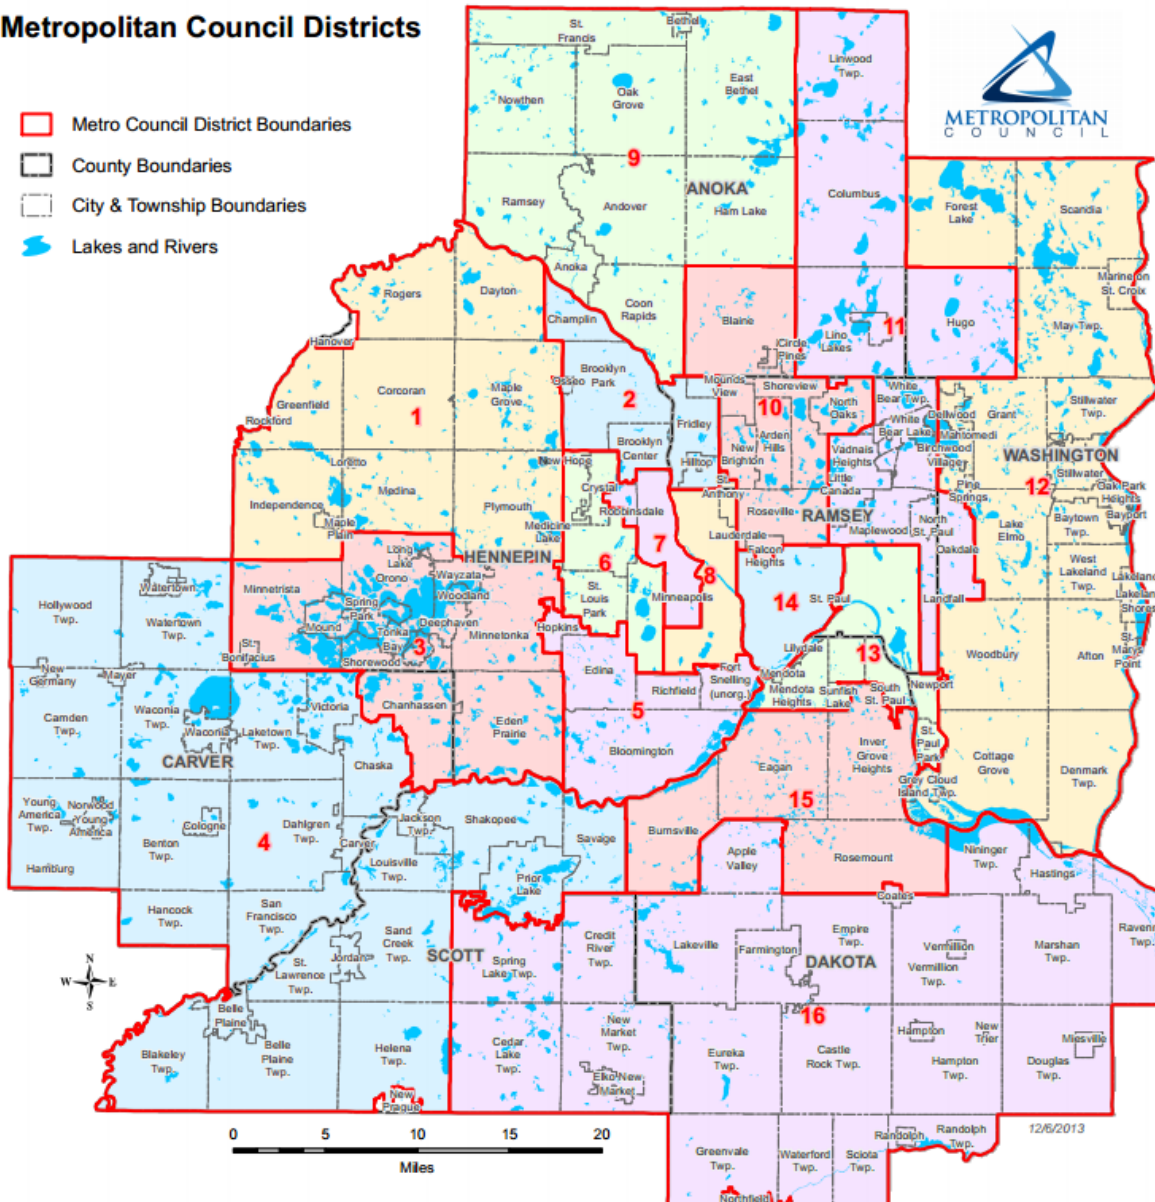 Metropolitan Council Districts
Metro Council District Boundaries
County Boundaries
City & Township Boundaries
Lakes and Rivers
METROPOLITAN
COUNCIL
St.
Francis
Bethel
Linwood
Twp.
Nowthen
Oak
Grove
East
Bethel
9
ANOKA
Ramsey
Andover
Ham Lake
Columbus
Forest
Lake
Scandia
Anoka
Coon
Rapids
Marine on
St. Croix
Rogers
Dayton
Champlin
Blaine
Circle
Pines
Lino
Lakes
11
Hugo
May Twp.
Hanover
Corcoran
Maple
Grove
Osseo
Brooklyn
Park
2
Mounds
View
Shoreview
10
North
Oaks
White
Bear Twp.
White
Bear Lake
Dellwood
Grant
Stillwater
Twp.
Greenfield
Rockford
1
Fridley
Brooklyn
Center
Hilltop
New
Brighton
Arden
Hills
Vadnais
Heights
Little
Canada
Mahtomedi
Birchwood
Village
WASHINGTON
Stillwater
Pine
Springs
12
Oak Park
Heights
Bayport
Loretto
Medina
Independence
Maple
Plain
Plymouth
Medicine
Lake
New Hope
Crystal
Robbinsdale
St.
Anthony
Roseville
RAMSEY
Lauderdale
Falcon
Heights
Maplewood
North
St. Paul
Oakdale
Lake
Elmo
Baytown
Twp.
West
Lakeland
Twp.
Lakeland
Lakeland
Shores
HENNEPIN
7
8
6
St.
Louis
Park
Minneapolis
14
St. Paul
Landfall
Long
Lake
Orono
Wayzata
Woodland
Minnetrista
Spring
Park
Mound
Tonka
Bay
Deephaven
Minnetonka
Hopkins
St.
Bonifacius
Shorewood
3
Hollywood
Twp.
Watertown
Watertown
Twp.
New
Germany
Mayer
Camden
Twp.
Waconia
Twp.
Waconia
Laketown
Twp.
Victoria
Chanhassen
Eden
Prairie
Chaska
CARVER
Edina
Richfield
5
Bloomington
Fort
Snelling
(unorg.)
Lilydale
Mendota
Mendota
Heights
13
Sunfish
Lake
South
St. Paul
Newport
Woodbury
Afton
St.
Marys
Point
St.
Paul
Park
Eagan
Inver
Grove
Heights
15
Grey Cloud
Island Twp.
Cottage
Grove
Denmark
Twp.
Young
America
Twp.
Norwood
Young
America
Cologne
Benton
Twp.
Dahlgren
Twp.
4
Carver
Hamburg
Jackson
Twp.
Louisville
Twp.
Shakopee
Prior
Lake
Savage
Burnsville
Apple
Valley
Rosemount
Coates
Nininger
Twp.
Hastings
Hancock
Twp.
San
Francisco
Twp.
Sand
Creek
Twp.
SCOTT
Jordan
St.
Lawrence
Twp.
Spring
Lake Twp.
Credit
River
Twp.
Lakeville
Farmington
Empire
Twp.
DAKOTA
Vermillion
Vermillion
Twp.
Marshan
Twp.
N
W
E
S
Belle
Plaine
Belle
Plaine
Twp.
Blakeley
Twp.
Helena
Twp.
New
Prague
Cedar
Lake
Twp.
New
Market
Twp.
Elko New
Market
16
Eureka
Twp.
Castle
Rock Twp.
Hampton
New
Trier
Hampton
Twp.
Douglas
Twp.
Miesville
Greenvale
Twp.
Waterford
Twp.
Sciota
Twp.
Randolph
Randolph
Twp.
Northfield
12/6/2013
0 5 10 15 20
Miles